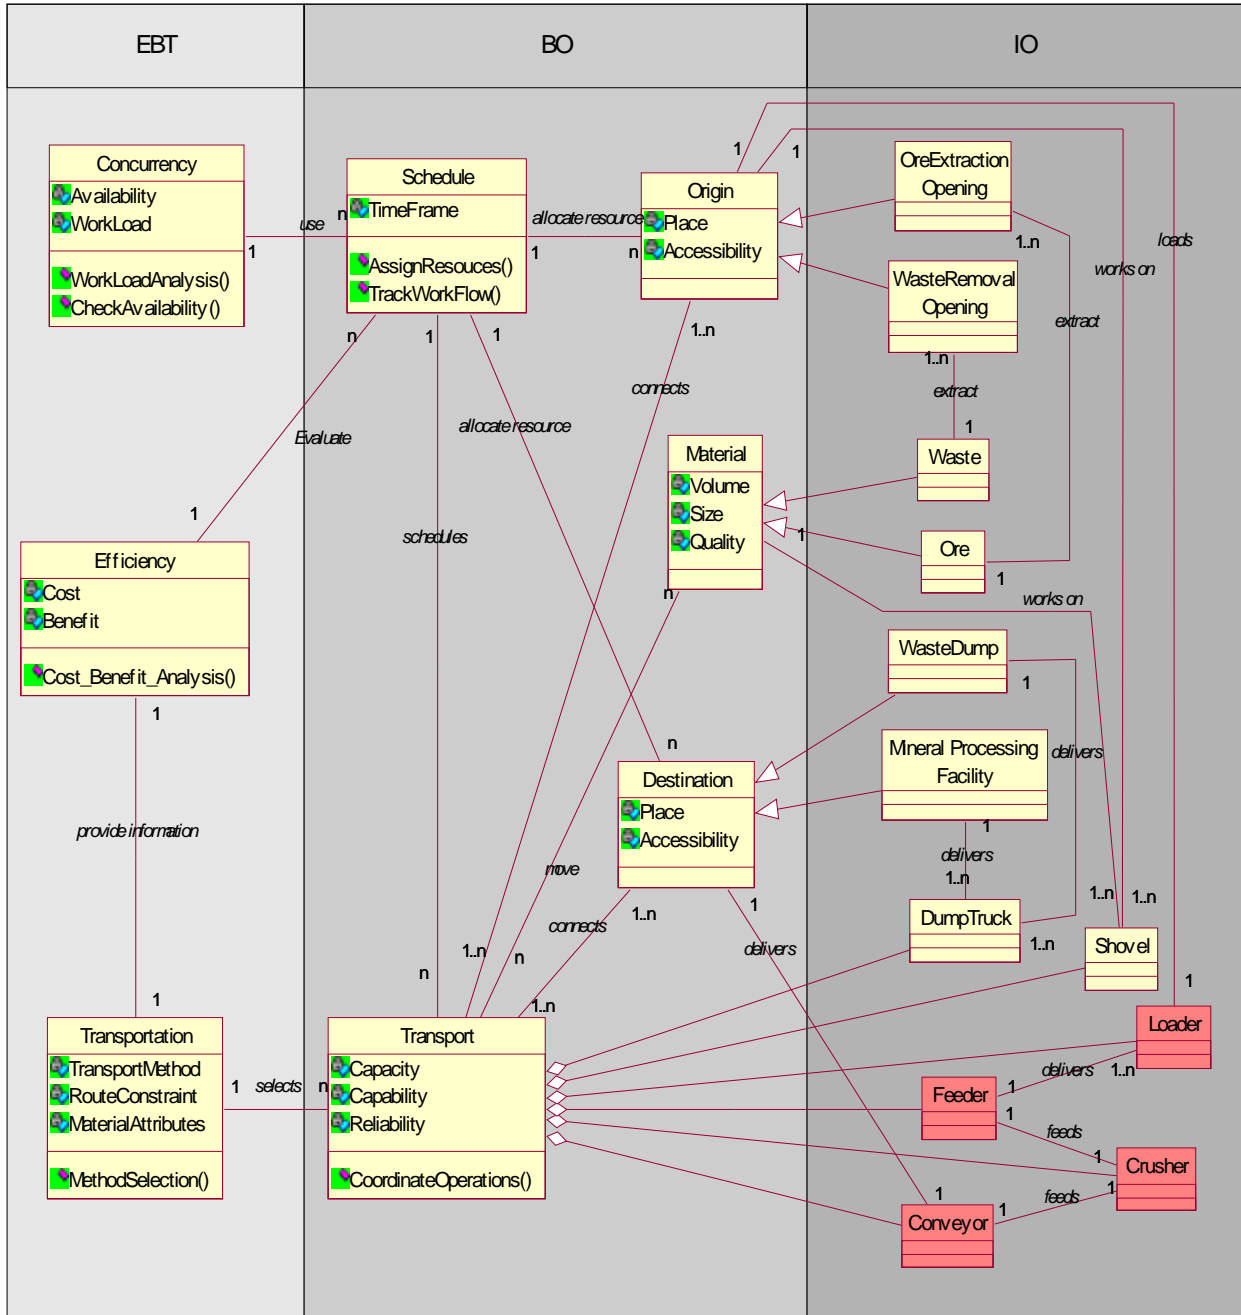 EBT
BO
IO
Concurrency
Availability
WorkLoad
WorkLoadAnalysis()
CheckAvailability()
1
use
n
Schedule
TimeFrame
AssignResouces()
TrackWorkFlow()
allocate resource
1
n
Origin
Place
Accessibility
1
1
OreExtraction
Opening
1..n
WasteRemoval
Opening
1..n
extract
1
extract
works on
loads
n
1
1
1..n
connects
Evaluate
1
allocate resource
schedules
Material
Volume
Size
Quality
n
Waste
1
Ore
1
works on
Efficiency
Cost
Benefit
Cost_Benefit_Analysis()
1
provide information
1
n
Destination
Place
Accessibility
1..n
1
WasteDump
1
delivers
Mineral Processing
Facility
1
delivers
1..n
DumpTruck
1..n
1..n
1..n
Shovel
1
Loader
move
connects
delivers
n
1..n
n
1..n
Transportation
TransportMethod
RouteConstraint
MaterialAttributes
MethodSelection()
1
selects
n
Transport
Capacity
Capability
Reliability
CoordinateOperations()
Feeder
1
delivers
1..n
1
feeds
1
Crusher
1
feeds
1
1
Conveyor